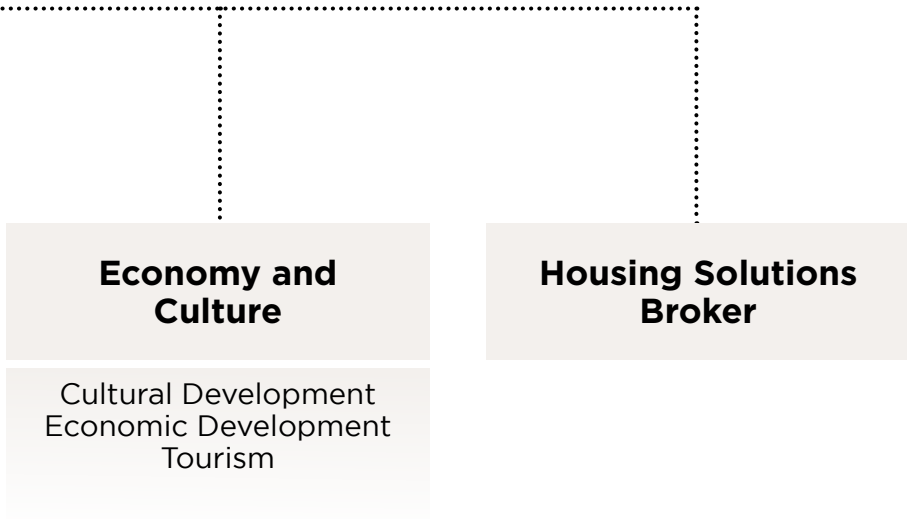 Economy and
Culture
Cultural Development
Economic Development
Tourism
Housing Solutions
Broker